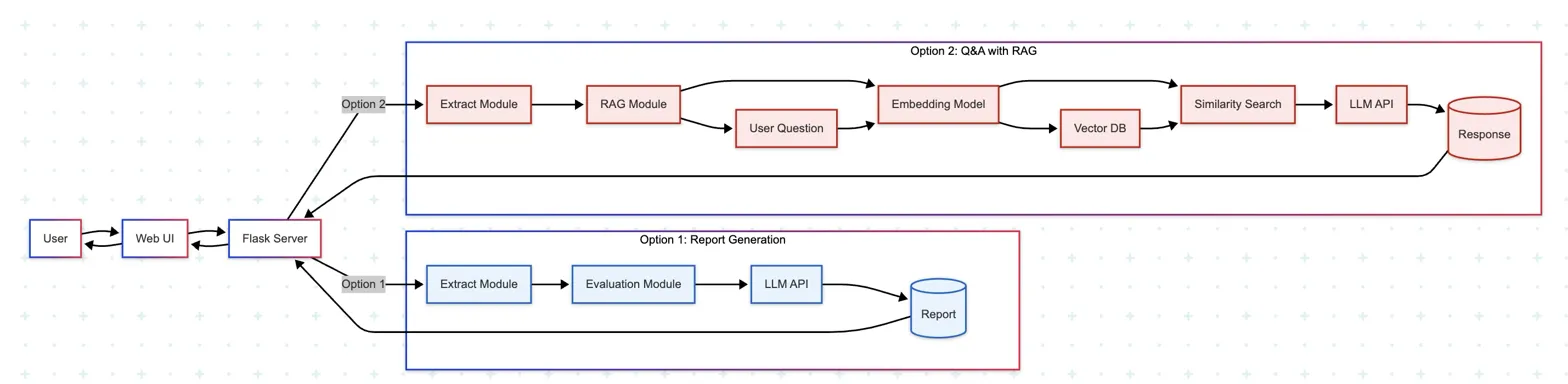 Option 2: Q&A with RAG
Option 2
Extract Module
RAG Module
User Question
Embedding Model
Vector DB
Similarity Search
LLM API
Response
User
Web UI
Flask Server
Option 1: Report Generation
Option 1
Extract Module
Evaluation Module
LLM API
Report